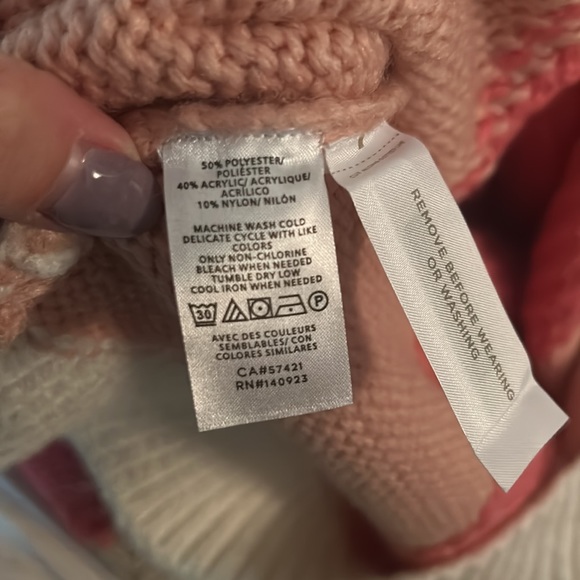 50% POLYESTER/
POLIÉSTER
40% ACRYLIC/ ACRYLIQUE/
ACRÍLICO
10% NYLON/ NILÓN
MACHINE WASH COLD
DELICATE CYCLE WITH LIKE
COLORS
ONLY NON-CHLORINE
BLEACH WHEN NEEDED
TUMBLE DRY LOW
COOL IRON WHEN NEEDED
30 P
AVEC DES COULEURS
SEMBLABLES/ CON
COLORES SIMILARES
CA#57421
RN#140923
REMOVE BEFORE WEARING
OR WASHING